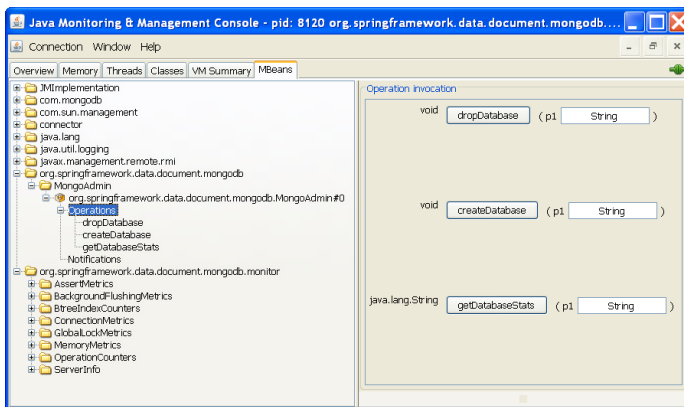 Java Monitoring & Management Console - pid: 8120 org.springframework.data.document.mongodb....
Connection Window Help
Overview Memory Threads Classes VM Summary MBeans
JMImplementation
com.mongodb
com.sun.management
connector
java.lang
java.util.logging
javax.management.remote.rmi
org.springframework.data.document.mongodb
MongoAdmin
org.springframework.data.document.mongodb.MongoAdmin#0
Operations
dropDatabase
createDatabase
getDatabaseStats
Notifications
org.springframework.data.document.mongodb.monitor
AssertMetrics
BackgroundFlushingMetrics
BtreeIndexCounters
ConnectionMetrics
GlobalLockMetrics
MemoryMetrics
OperationCounters
ServerInfo
Operation invocation
void dropDatabase ( p1 String )
void createDatabase ( p1 String )
java.lang.String getDatabaseStats ( p1 String )